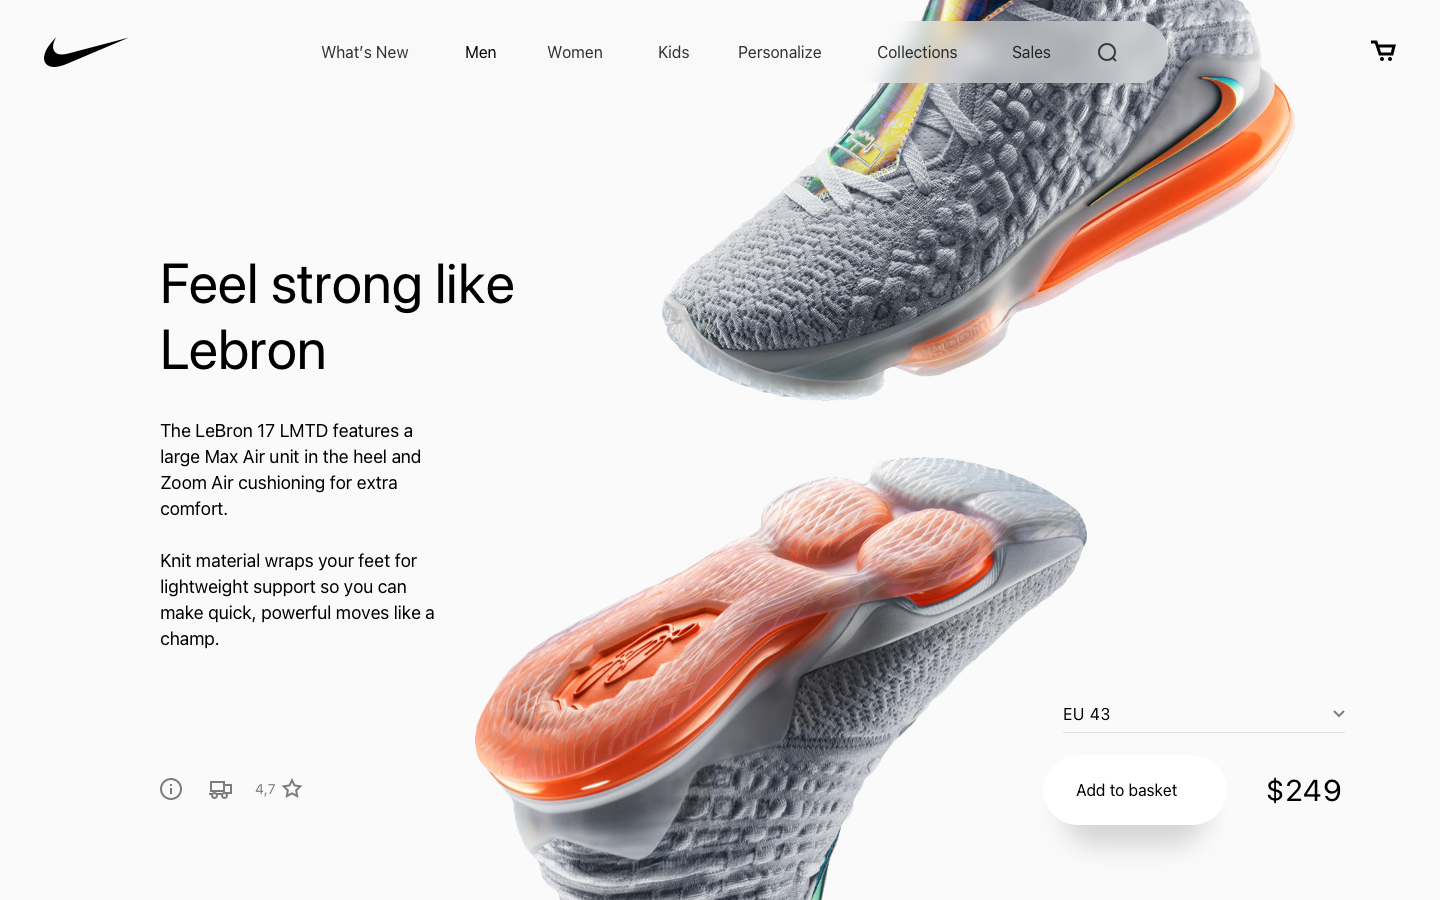 What's New Men Women Kids Personalize Collections Sales
Feel strong like
Lebron
The LeBron 17 LMTD features a
large Max Air unit in the heel and
Zoom Air cushioning for extra
comfort.
Knit material wraps your feet for
lightweight support so you can
make quick, powerful moves like a
champ.
EU 43
4,7
Add to basket
$249